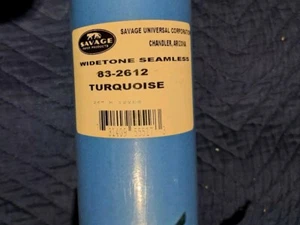 SAVAGE
SAVAGE UNIVERSAL CORPORATION
CHANDLER, ARIZONA
WIDETONE SEAMLESS
83-2612
TURQUOISE